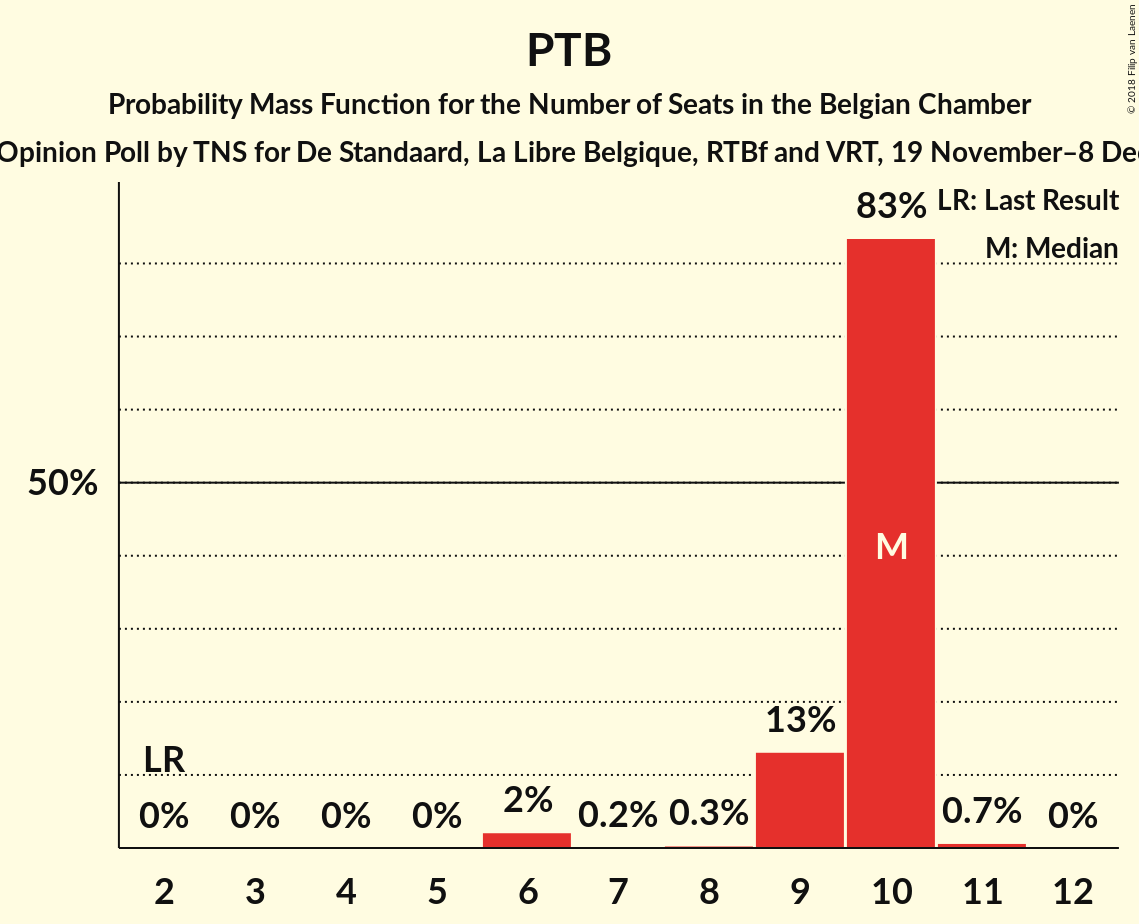 PTB
Probability Mass Function for the Number of Seats in the Belgian Chamber
Opinion Poll by TNS for De Standaard, La Libre Belgique, RTBf and VRT, 19 November–8
© 2018 Filip van Laenen
LR: Last Result
M: Median
83%
50%
M
13%
LR
0% 0% 0% 0% 2% 0.2% 0.3% 0.7% 0%
2 3 4 5 6 7 8 9 10 11 12